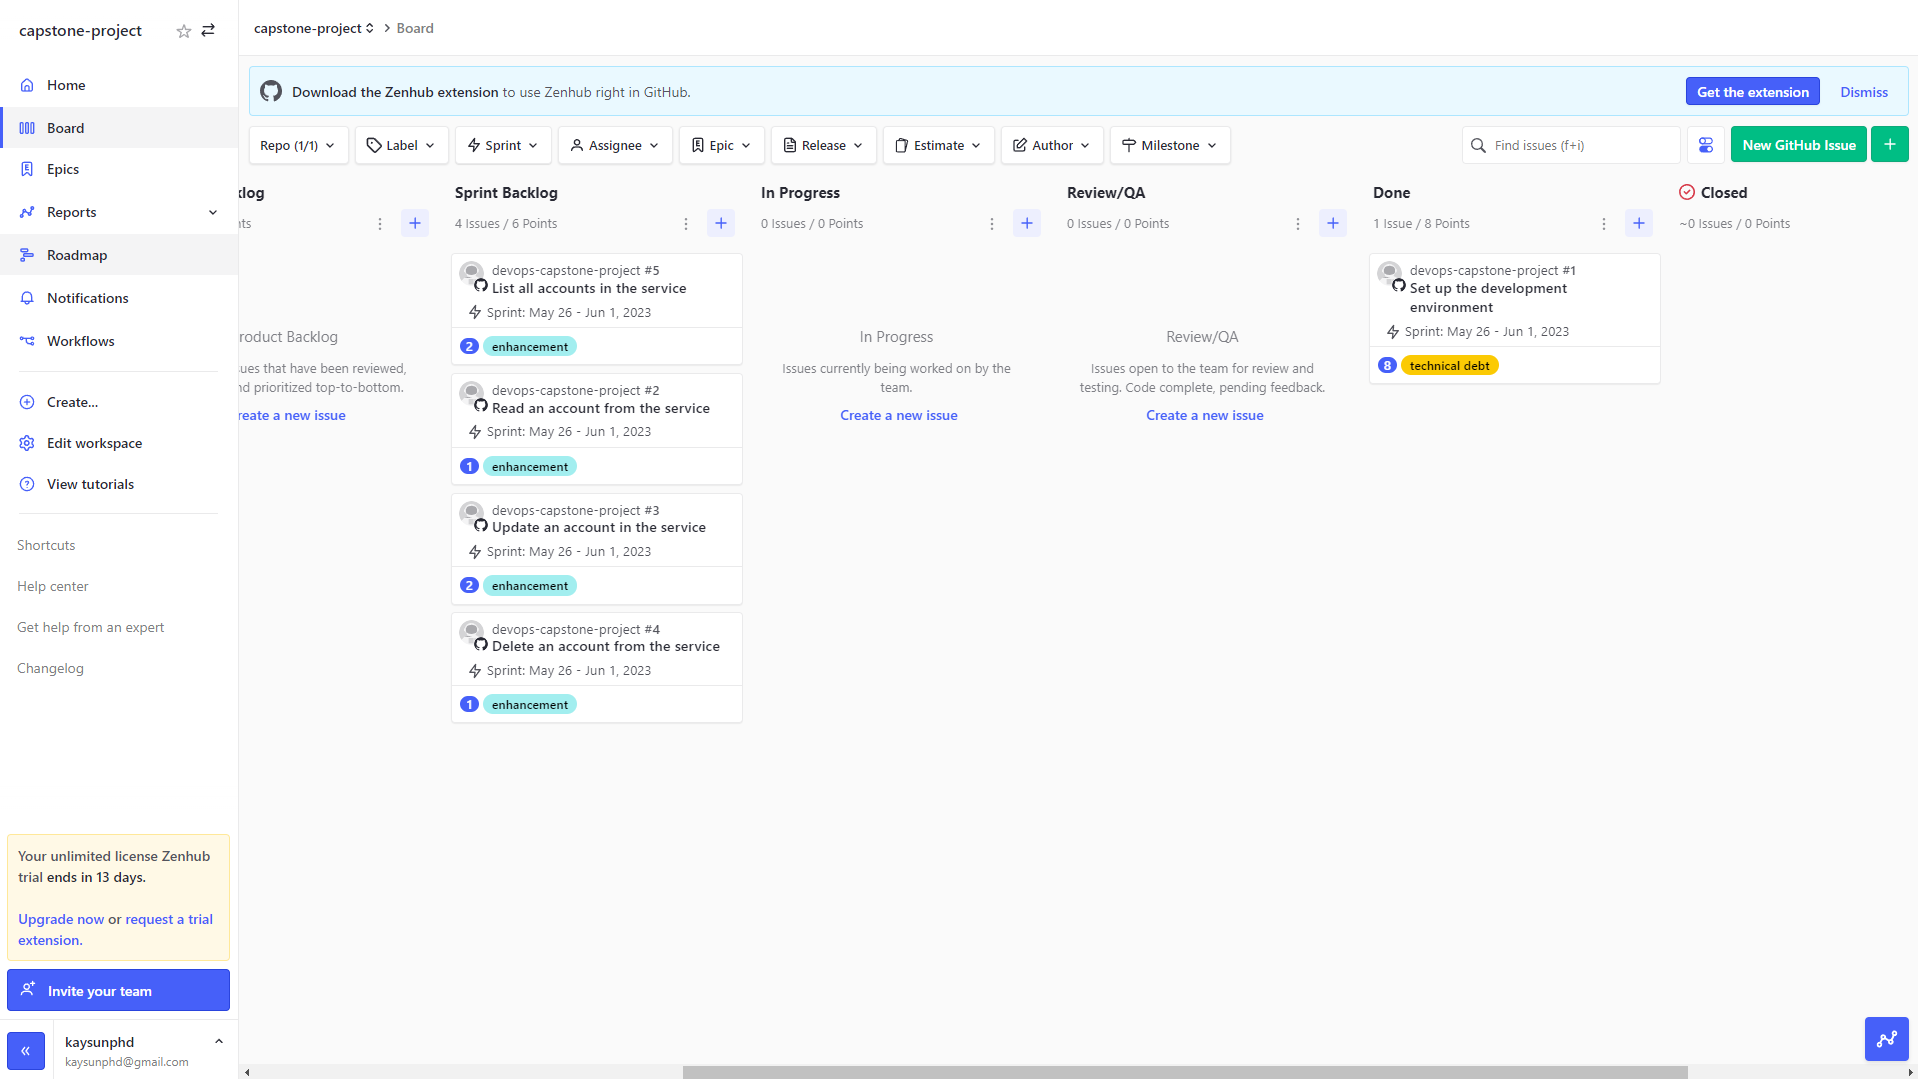 capstone-project
Home
Board
Epics
Reports
Roadmap
Notifications
Workflows
Create...
Edit workspace
View tutorials
Shortcuts
Help center
Get help from an expert
Changelog
Your unlimited license Zenhub
trial ends in 13 days.
Upgrade now or request a trial
extension.
Invite your team
kaysunphd
kaysunphd@gmail.com
capstone-project > Board
Download the Zenhub extension to use Zenhub right in GitHub.
Get the extension
Dismiss
Repo (1/1)
Label
Sprint
Assignee
Epic
Release
Estimate
Author
Milestone
Find issues (f+i)
New GitHub Issue
+
klog
nts
+
roduct Backlog
sues that have been reviewed,
nd prioritized top-to-bottom.
reate a new issue
Sprint Backlog
4 Issues / 6 Points
+
devops-capstone-project #5
List all accounts in the service
Sprint: May 26 - Jun 1, 2023
2 enhancement
devops-capstone-project #2
Read an account from the service
Sprint: May 26 - Jun 1, 2023
1 enhancement
devops-capstone-project #3
Update an account in the service
Sprint: May 26 - Jun 1, 2023
2 enhancement
devops-capstone-project #4
Delete an account from the service
Sprint: May 26 - Jun 1, 2023
1 enhancement
In Progress
0 Issues / 0 Points
+
In Progress
Issues currently being worked on by the
team.
Create a new issue
Review/QA
0 Issues / 0 Points
+
Review/QA
Issues open to the team for review and
testing. Code complete, pending feedback.
Create a new issue
Done
1 Issue / 8 Points
+
devops-capstone-project #1
Set up the development
environment
Sprint: May 26 - Jun 1, 2023
8 technical debt
Closed
~0 Issues / 0 Points